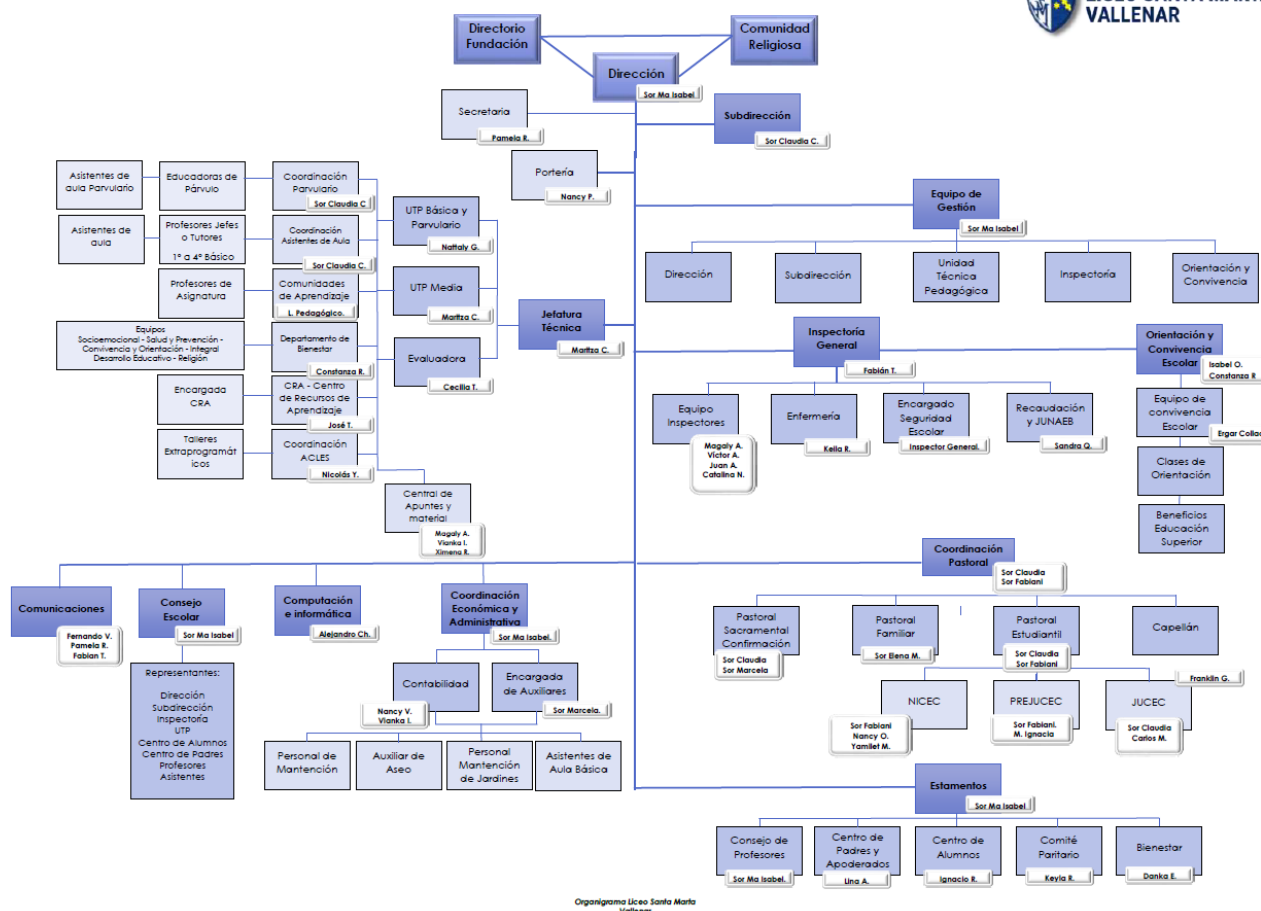 VALLENAR
Directorio
Fundación
Comunidad
Religiosa
Dirección
Sor Ma Isabel
Secretaria
Pamela R.
Subdirección
Sor Claudia C.
Portería
Nancy P.
Asistentes de
aula Parvulario
Educadoras de
Párvulo
Coordinación
Parvulario
Sor Claudia C
Asistentes de
aula
Profesores Jefes
o Tutores
1° a 4° Básico
Coordinación
Asistentes de Aula
Sor Claudia C.
Profesores de
Asignatura
Comunidades
de Aprendizaje
L. Pedagógico.
Equipos
Socioemocional - Salud y Prevención -
Convivencia y Orientación - Integral
Desarrollo Educativo - Religión
Departamento de
Bienestar
Constanza R.
Encargada
CRA
CRA - Centro
de Recursos de
Aprendizaje
José T.
Talleres
Extraprogramát
icos
Coordinación
ACLES
Nicolás Y.
UTP Básica y
Parvulario
Nattaly G.
UTP Media
Maritza C.
Evaluadora
Cecilia T.
Jefatura
Técnica
Maritza C.
Central de
Apuntes y
material
Magaly A.
Vianka I.
Ximena R.
Equipo de
Gestión
Sor Ma Isabel
Dirección
Subdirección
Unidad
Técnica
Pedagógica
Inspectoría
Orientación y
Convivencia
Inspectoría
General
Fabián T.
Equipo
Inspectores
Magaly A.
Víctor A.
Juan A.
Catalina N.
Enfermería
Keila R.
Encargado
Seguridad
Escolar
Inspector General.
Recaudación
y JUNAEB
Sandra Q.
Orientación y
Convivencia
Escolar
Isabel O.
Constanza R
Equipo de
convivencia
Escolar
Ergar Collao
Clases de
Orientación
Beneficios
Educación
Superior
Coordinación
Pastoral
Sor Claudia
Sor Fabiani
Pastoral
Sacramental
Confirmación
Sor Claudia
Sor Marcela
Pastoral
Familiar
Sor Elena M.
Pastoral
Estudiantil
Sor Claudia
Sor Fabiani
Capellán
Franklin G.
NICEC
Sor Fabiani
Nancy O.
Yamilet M.
PREJUCEC
Sor Fabiani.
M. Ignacia
JUCEC
Sor Claudia
Carlos M.
Comunicaciones
Fernando V.
Pamela R.
Fabian T.
Consejo
Escolar
Sor Ma Isabel
Representantes:
Dirección
Subdirección
Inspectoría
UTP
Centro de Alumnos
Centro de Padres
Profesores
Asistentes
Computación
e informática
Alejandro Ch.
Coordinación
Económica y
Administrativa
Sor Ma Isabel.
Contabilidad
Nancy V.
Vianka I.
Encargada
de Auxiliares
Sor Marcela.
Personal de
Mantención
Auxiliar de
Aseo
Personal
Mantención
de Jardines
Asistentes de
Aula Básica
Estamentos
Sor Ma Isabel
Consejo de
Profesores
Sor Ma Isabel.
Centro de
Padres y
Apoderados
Lina A.
Centro de
Alumnos
Ignacio R.
Comité
Paritario
Keyla R.
Bienestar
Danka E.
Organigrama Liceo Santa Marta
Vallenar